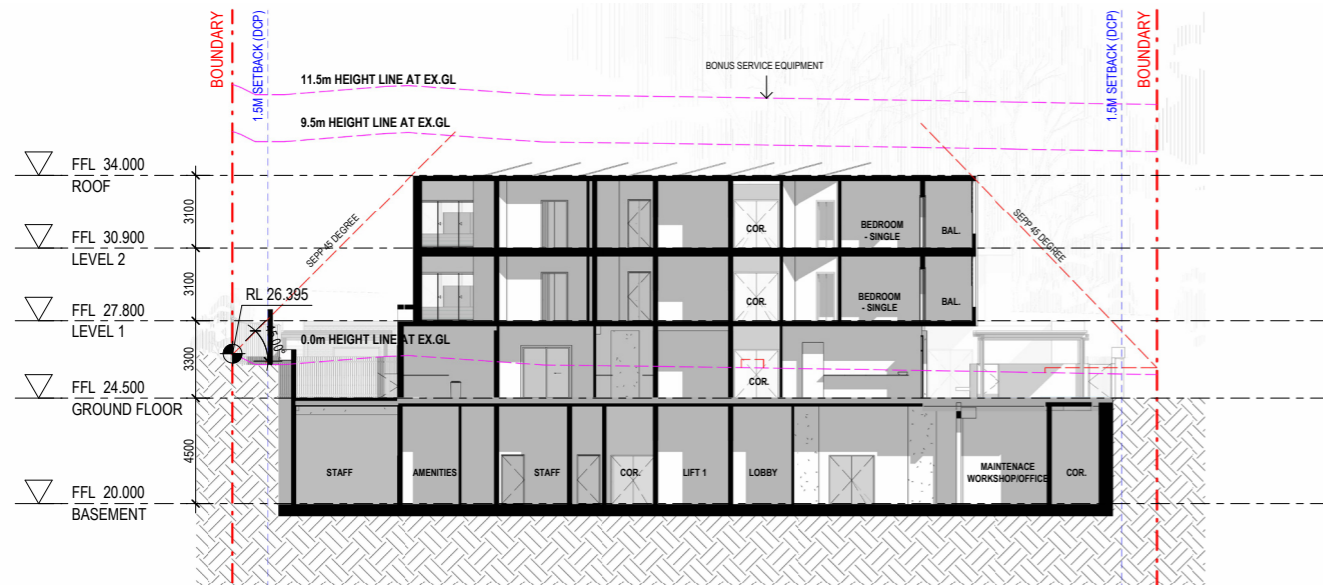 BOUNDARY
1.5M SETBACK (DCP)
11.5m HEIGHT LINE AT EX.GL
BONUS SERVICE EQUIPMENT
1.5M SETBACK (DCP)
BOUNDARY
9.5m HEIGHT LINE AT EX.GL
FFL 34.000
ROOF
3100
SEPP 45 DEGREE
SEPP 45 DEGREE
COR.
BEDROOM
- SINGLE
BAL.
FFL 30.900
LEVEL 2
3100
RL 26.395
COR.
BEDROOM
- SINGLE
BAL.
FFL 27.800
LEVEL 1
0.0m HEIGHT LINE AT EX.GL
45.00°
3300
COR.
FFL 24.500
GROUND FLOOR
4500
STAFF
AMENITIES
STAFF
COR.
LIFT 1
LOBBY
MAINTENACE
WORKSHOP/OFFICE
COR.
FFL 20.000
BASEMENT